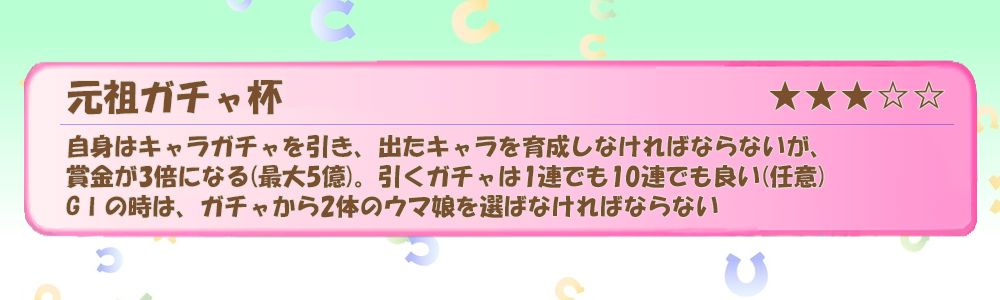 元祖ガチャ杯 ★★★☆☆
自身はキャラガチャを引き、出たキャラを育成しなければならないが、
賞金が3倍になる(最大5億)。引くガチャは1連でも10連でも良い(任意)
GⅠの時は、ガチャから2体のウマ娘を選ばなければならない